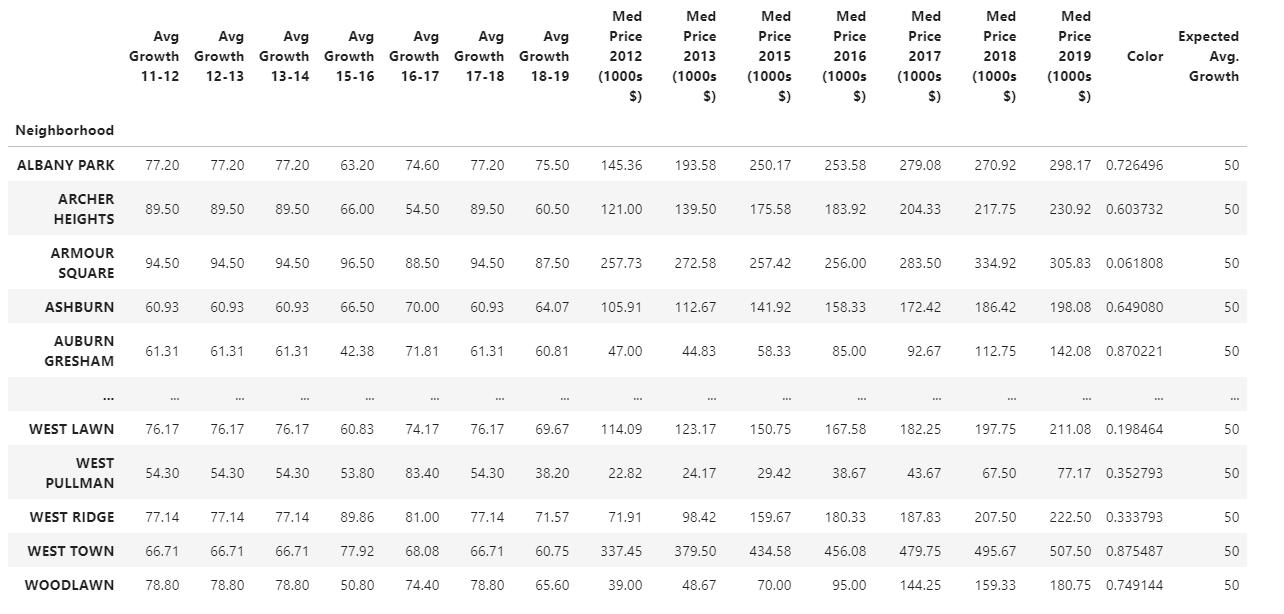 Med Med Med Med Med Med Med
Avg Avg Avg Avg Avg Avg Avg Price Price Price Price Price Price Price Expected
Growth Growth Growth Growth Growth Growth Growth 2012 2013 2015 2016 2017 2018 2019 Color Avg.
11-12 12-13 13-14 15-16 16-17 17-18 18-19 (1000s (1000s (1000s (1000s (1000s (1000s (1000s Growth
$) $) $) $) $) $) $)
Neighborhood
ALBANY PARK 77.20 77.20 77.20 63.20 74.60 77.20 75.50 145.36 193.58 250.17 253.58 279.08 270.92 298.17 0.726496 50
ARCHER
HEIGHTS 89.50 89.50 89.50 66.00 54.50 89.50 60.50 121.00 139.50 175.58 183.92 204.33 217.75 230.92 0.603732 50
ARMOUR
SQUARE 94.50 94.50 94.50 96.50 88.50 94.50 87.50 257.73 272.58 257.42 256.00 283.50 334.92 305.83 0.061808 50
ASHBURN 60.93 60.93 60.93 66.50 70.00 60.93 64.07 105.91 112.67 141.92 158.33 172.42 186.42 198.08 0.649080 50
AUBURN
GRESHAM 61.31 61.31 61.31 42.38 71.81 61.31 60.81 47.00 44.83 58.33 85.00 92.67 112.75 142.08 0.870221 50
... ... ... ... ... ... ... ... ... ... ... ... ... ... ... ... ...
WEST LAWN 76.17 76.17 76.17 60.83 74.17 76.17 69.67 114.09 123.17 150.75 167.58 182.25 197.75 211.08 0.198464 50
WEST
PULLMAN 54.30 54.30 54.30 53.80 83.40 54.30 38.20 22.82 24.17 29.42 38.67 43.67 67.50 77.17 0.352793 50
WEST RIDGE 77.14 77.14 77.14 89.86 81.00 77.14 71.57 71.91 98.42 159.67 180.33 187.83 207.50 222.50 0.333793 50
WEST TOWN 66.71 66.71 66.71 77.92 68.08 66.71 60.75 337.45 379.50 434.58 456.08 479.75 495.67 507.50 0.875487 50
WOODLAWN 78.80 78.80 78.80 50.80 74.40 78.80 65.60 39.00 48.67 70.00 95.00 144.25 159.33 180.75 0.749144 50